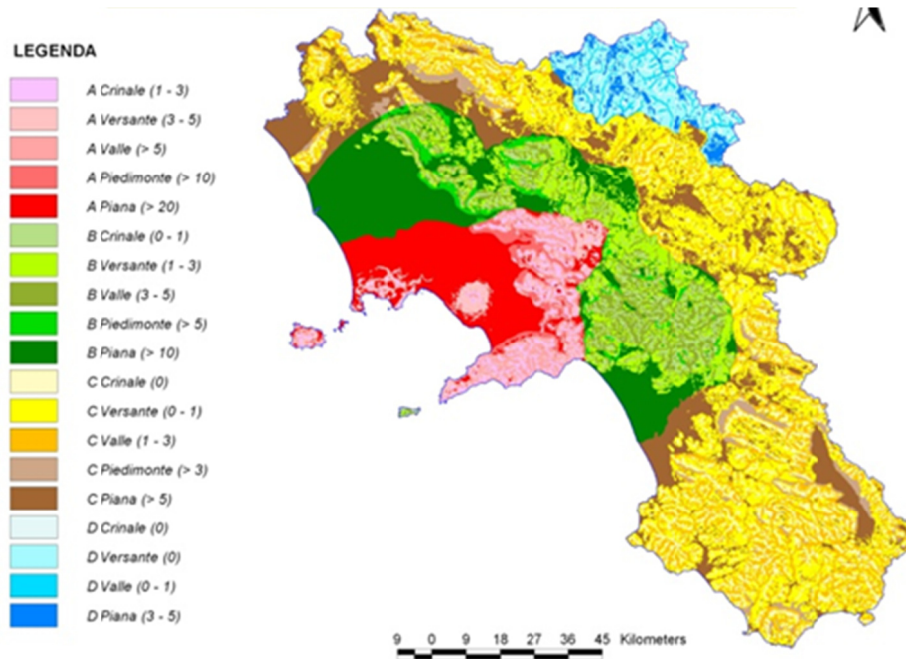 LEGENDA
A Crinale (1 - 3)
A Versante (3 - 5)
A Valle (> 5)
A Piedimonte (> 10)
A Piana (> 20)
B Crinale (0 - 1)
B Versante (1 - 3)
B Valle (3 - 5)
B Piedimonte (> 5)
B Piana (> 10)
C Crinale (0)
C Versante (0 - 1)
C Valle (1 - 3)
C Piedimonte (> 3)
C Piana (> 5)
D Crinale (0)
D Versante (0)
D Valle (0 - 1)
D Piana (3 - 5)
9 0 9 18 27 36 45 Kilometers